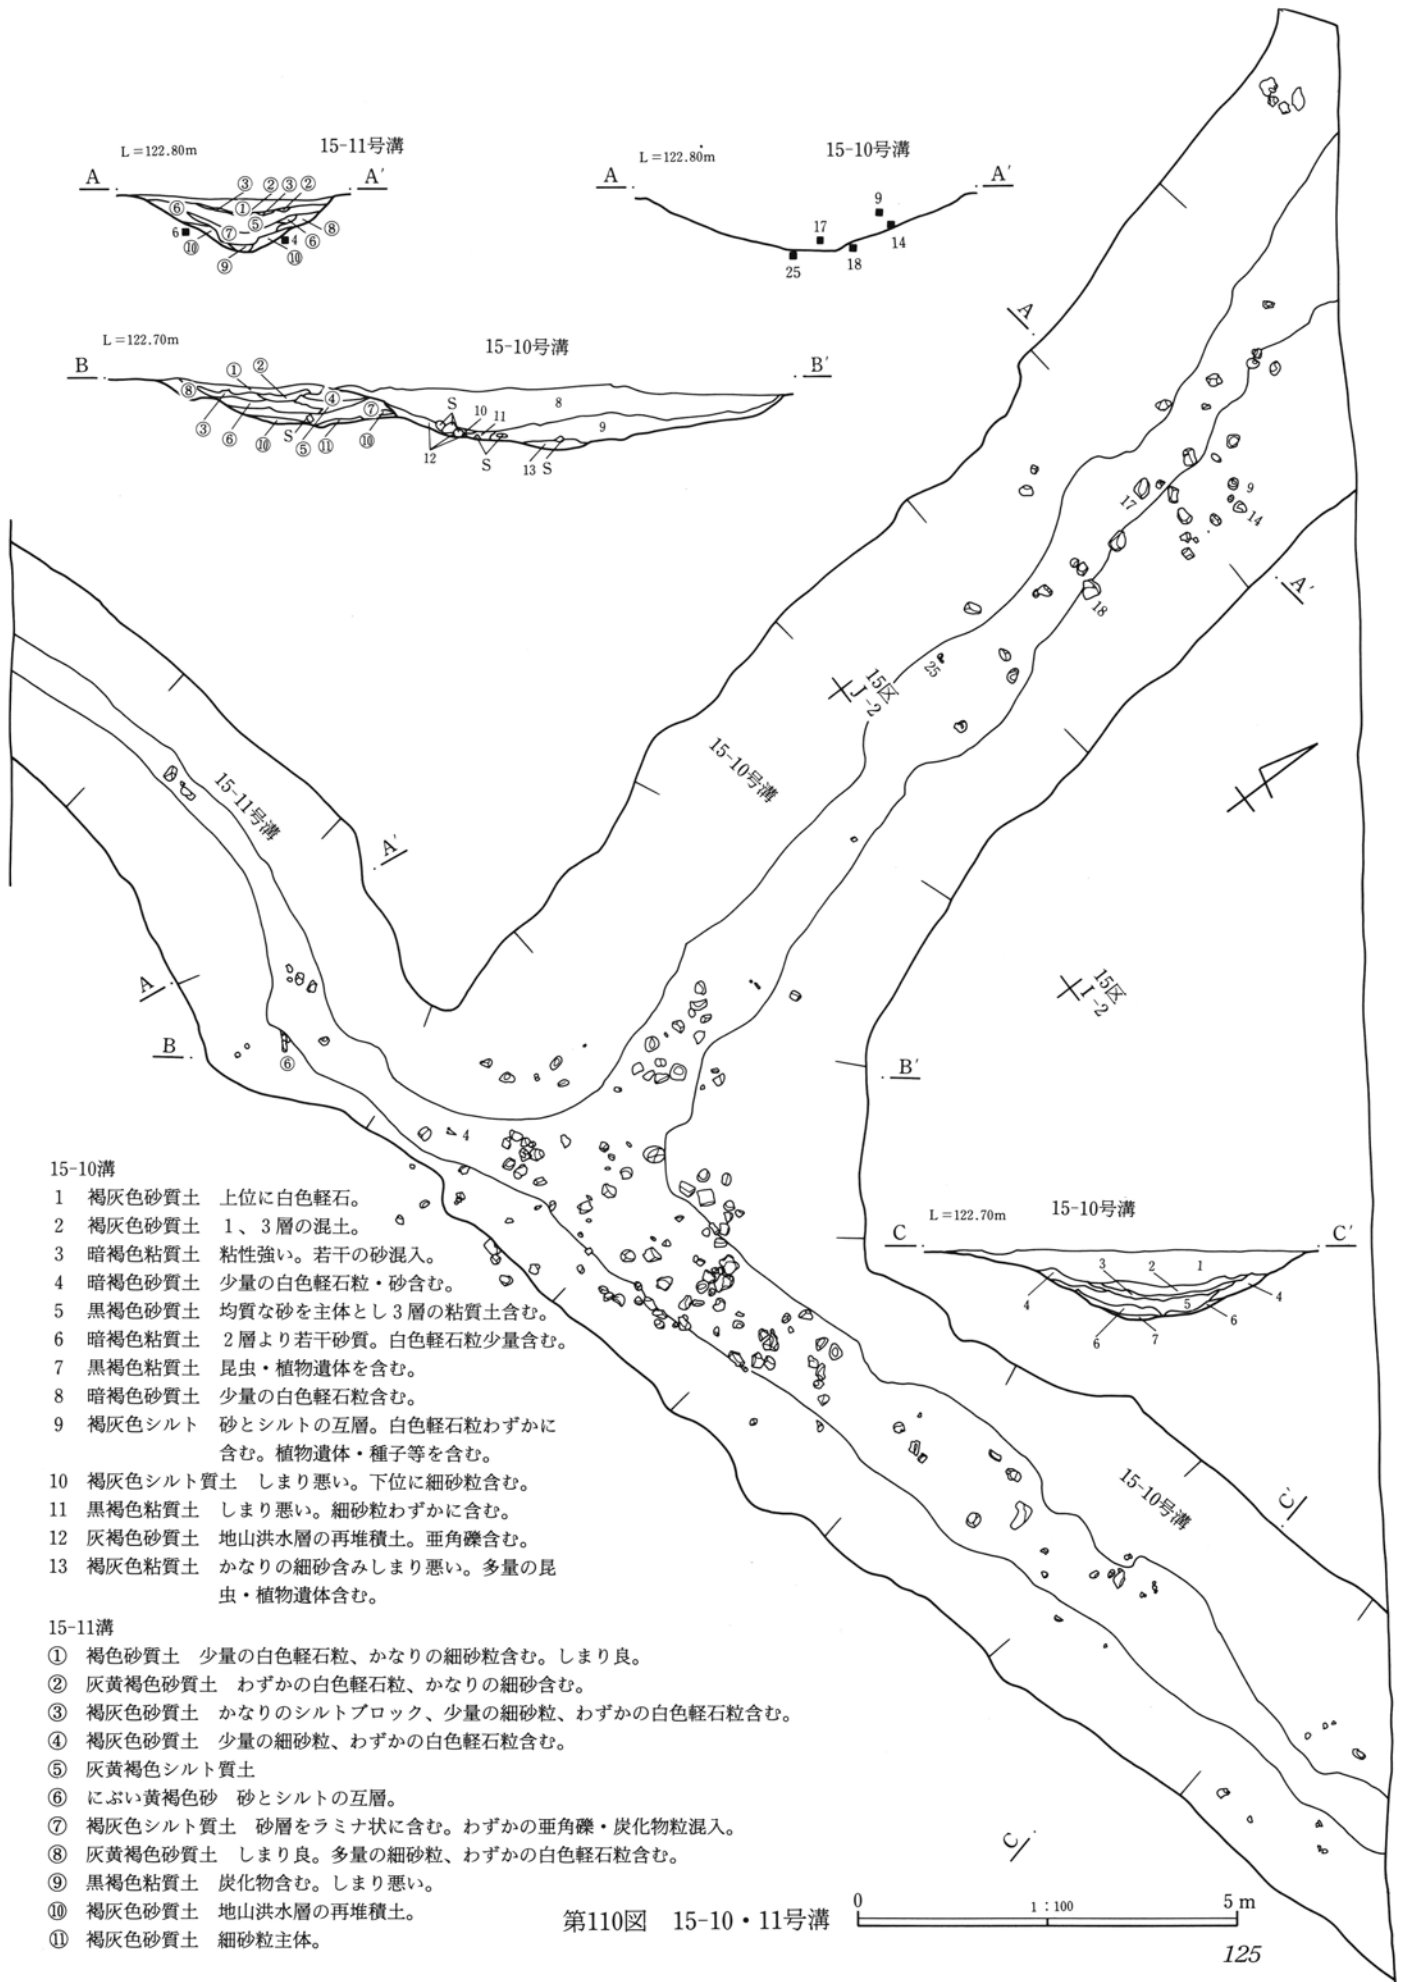 L=122.80m
15-11号溝
A
A'
③ ② ③ ②
⑥
①
⑤
⑧
6
⑦
4
⑥
⑩
⑩
⑨
L=122.80m
15-10号溝
A
A'
9
17
14
25
18
L=122.70m
15-10号溝
B
B'
①
②
⑧
④
⑦
S
10
11
8
9
③
⑥
⑩
S
⑤
⑪
⑩
12
S
13
S
A
17
9
14
A'
18
25
15区
J-2
15-10号溝
15-11号溝
A'
A
B
⑥
4
15区
I-2
B'
L=122.70m
15-10号溝
C
C'
3
2
1
4
4
5
6
6
7
15-10号溝
C'
C
15-10溝
1 褐灰色砂質土 上位に白色軽石。
2 褐灰色砂質土 1、3層の混土。
3 暗褐色粘質土 粘性強い。若干の砂混入。
4 暗褐色砂質土 少量の白色軽石粒・砂含む。
5 黒褐色砂質土 均質な砂を主体とし3層の粘質土含む。
6 暗褐色粘質土 2層より若干砂質。白色軽石粒少量含む。
7 黒褐色粘質土 昆虫・植物遺体を含む。
8 暗褐色砂質土 少量の白色軽石粒含む。
9 褐灰色シルト 砂とシルトの互層。白色軽石粒わずかに
含む。植物遺体・種子等を含む。
10 褐灰色シルト質土 しまり悪い。下位に細砂粒含む。
11 黒褐色粘質土 しまり悪い。細砂粒わずかに含む。
12 灰褐色砂質土 地山洪水層の再堆積土。亜角礫含む。
13 褐灰色粘質土 かなりの細砂含みしまり悪い。多量の昆
虫・植物遺体含む。
15-11溝
① 褐色砂質土 少量の白色軽石粒、かなりの細砂粒含む。しまり良。
② 灰黄褐色砂質土 わずかの白色軽石粒、かなりの細砂含む。
③ 褐灰色砂質土 かなりのシルトブロック、少量の細砂粒、わずかの白色軽石粒含む。
④ 褐灰色砂質土 少量の細砂粒、わずかの白色軽石粒含む。
⑤ 灰黄褐色シルト質土
⑥ にぶい黄褐色砂 砂とシルトの互層。
⑦ 褐灰色シルト質土 砂層をラミナ状に含む。わずかの亜角礫・炭化物粒混入。
⑧ 灰黄褐色砂質土 しまり良。多量の細砂粒、わずかの白色軽石粒含む。
⑨ 黒褐色粘質土 炭化物含む。しまり悪い。
⑩ 褐灰色砂質土 地山洪水層の再堆積土。
⑪ 褐灰色砂質土 細砂粒主体。
第110図 15-10・11号溝
0
1:100
5m
125